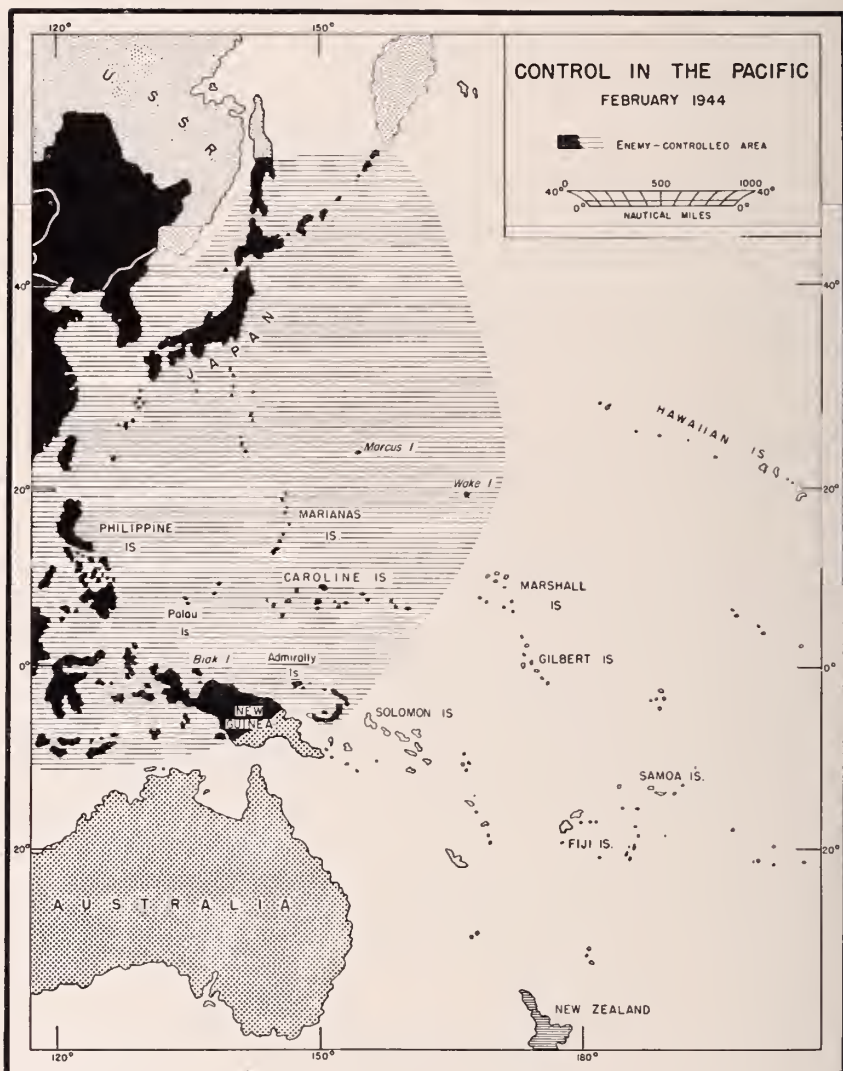 120°
150°
CONTROL IN THE PACIFIC
FEBRUARY 1944
ENEMY-CONTROLLED AREA
0 500 1000
40° 40°
0° 0°
NAUTICAL MILES
U S S R
40° 40°
JAPAN
HAWAIIAN IS
Marcus I
Wake I
20° 20°
PHILIPPINE
IS
MARIANAS
IS.
CAROLINE IS
MARSHALL
IS
Palau
Is
GILBERT IS
Biak I
Admiralty
Is
0° 0°
NEW
GUINEA
SOLOMON IS
SAMOA IS.
FIJI IS.
20° 20°
AUSTRALIA
NEW ZEALAND
120° 150° 180°